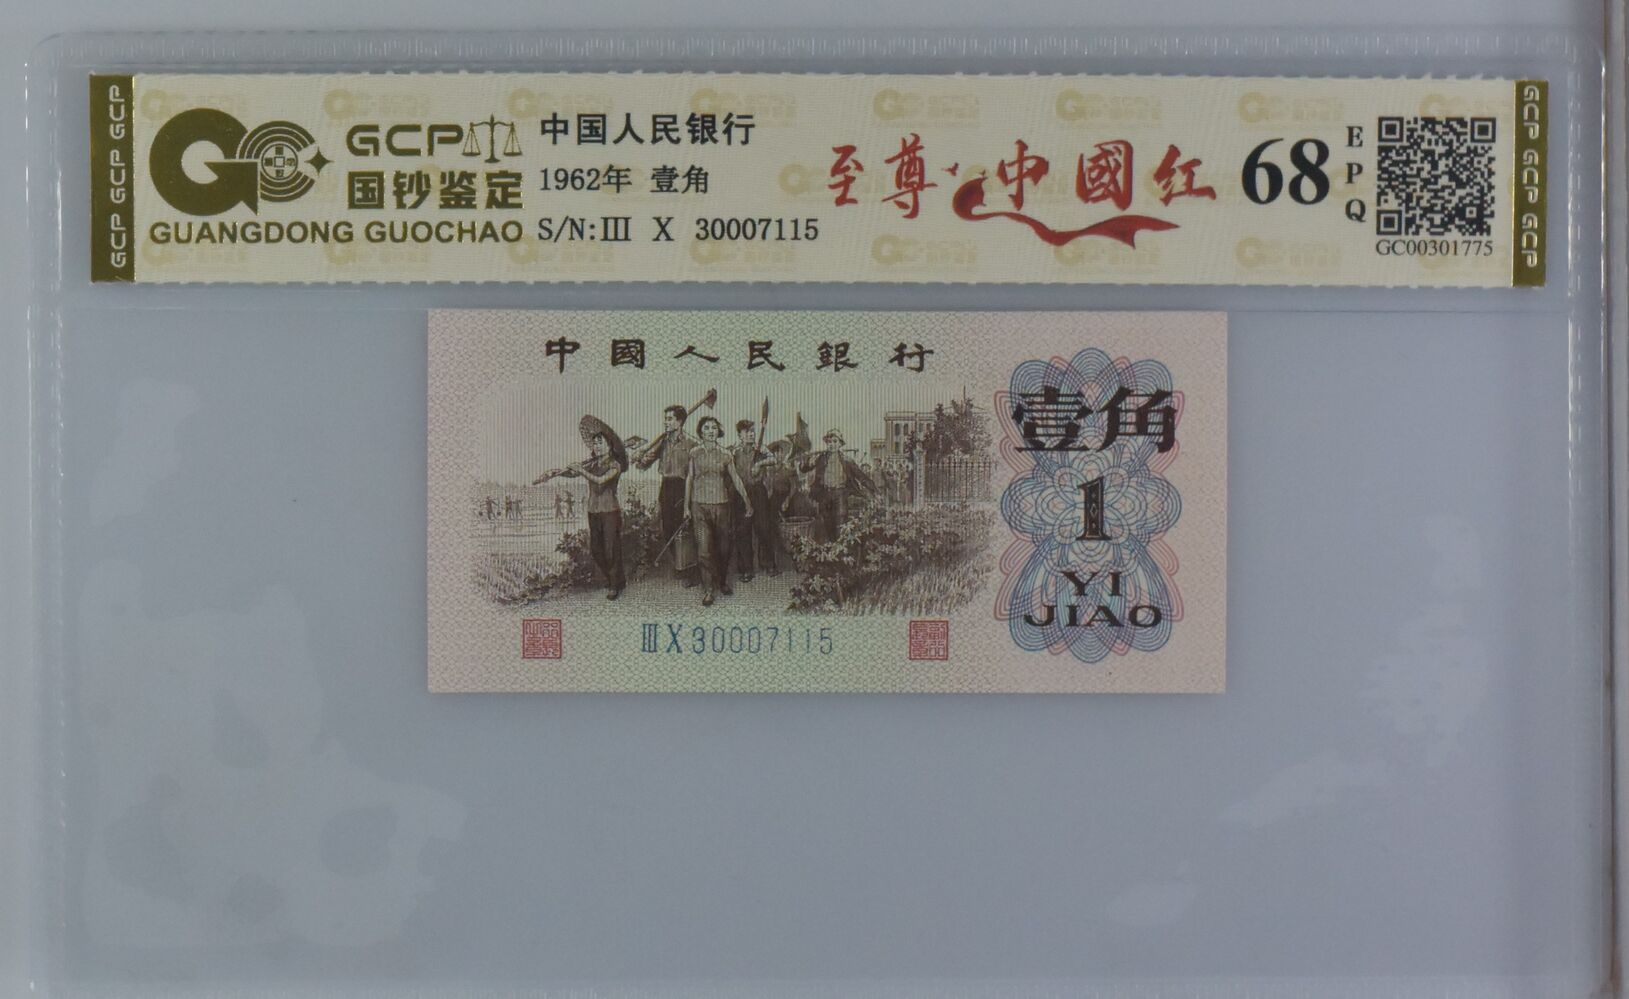 GCP GCP GCP
GCP
国钞鉴定
GUANGDONG GUOCHAO
中国人民银行
1962年 壹角
S/N:Ⅲ X 30007115
至尊·中國红
68
EPQ
GC00301775
GCP GCP GCP
中國人民銀行
壹角
1
YI
JIAO
ⅢX30007115